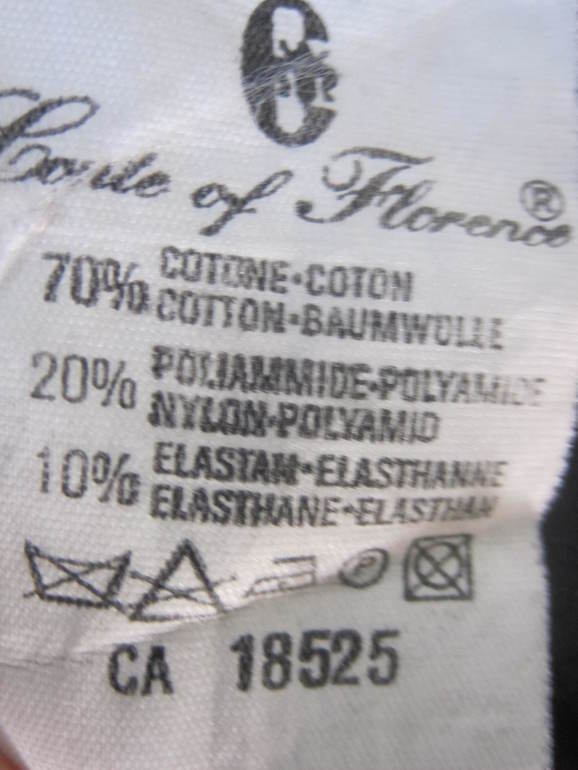 Conte of Florence ®
70% COTONE•COTON
COTTON•BAUMWOLLE
20% POLIAMMIDE•POLYAMIDE
NYLON•POLYAMID
10% ELASTAM•ELASTHANNE
ELASTHANE•ELASTHAN
P
CA 18525